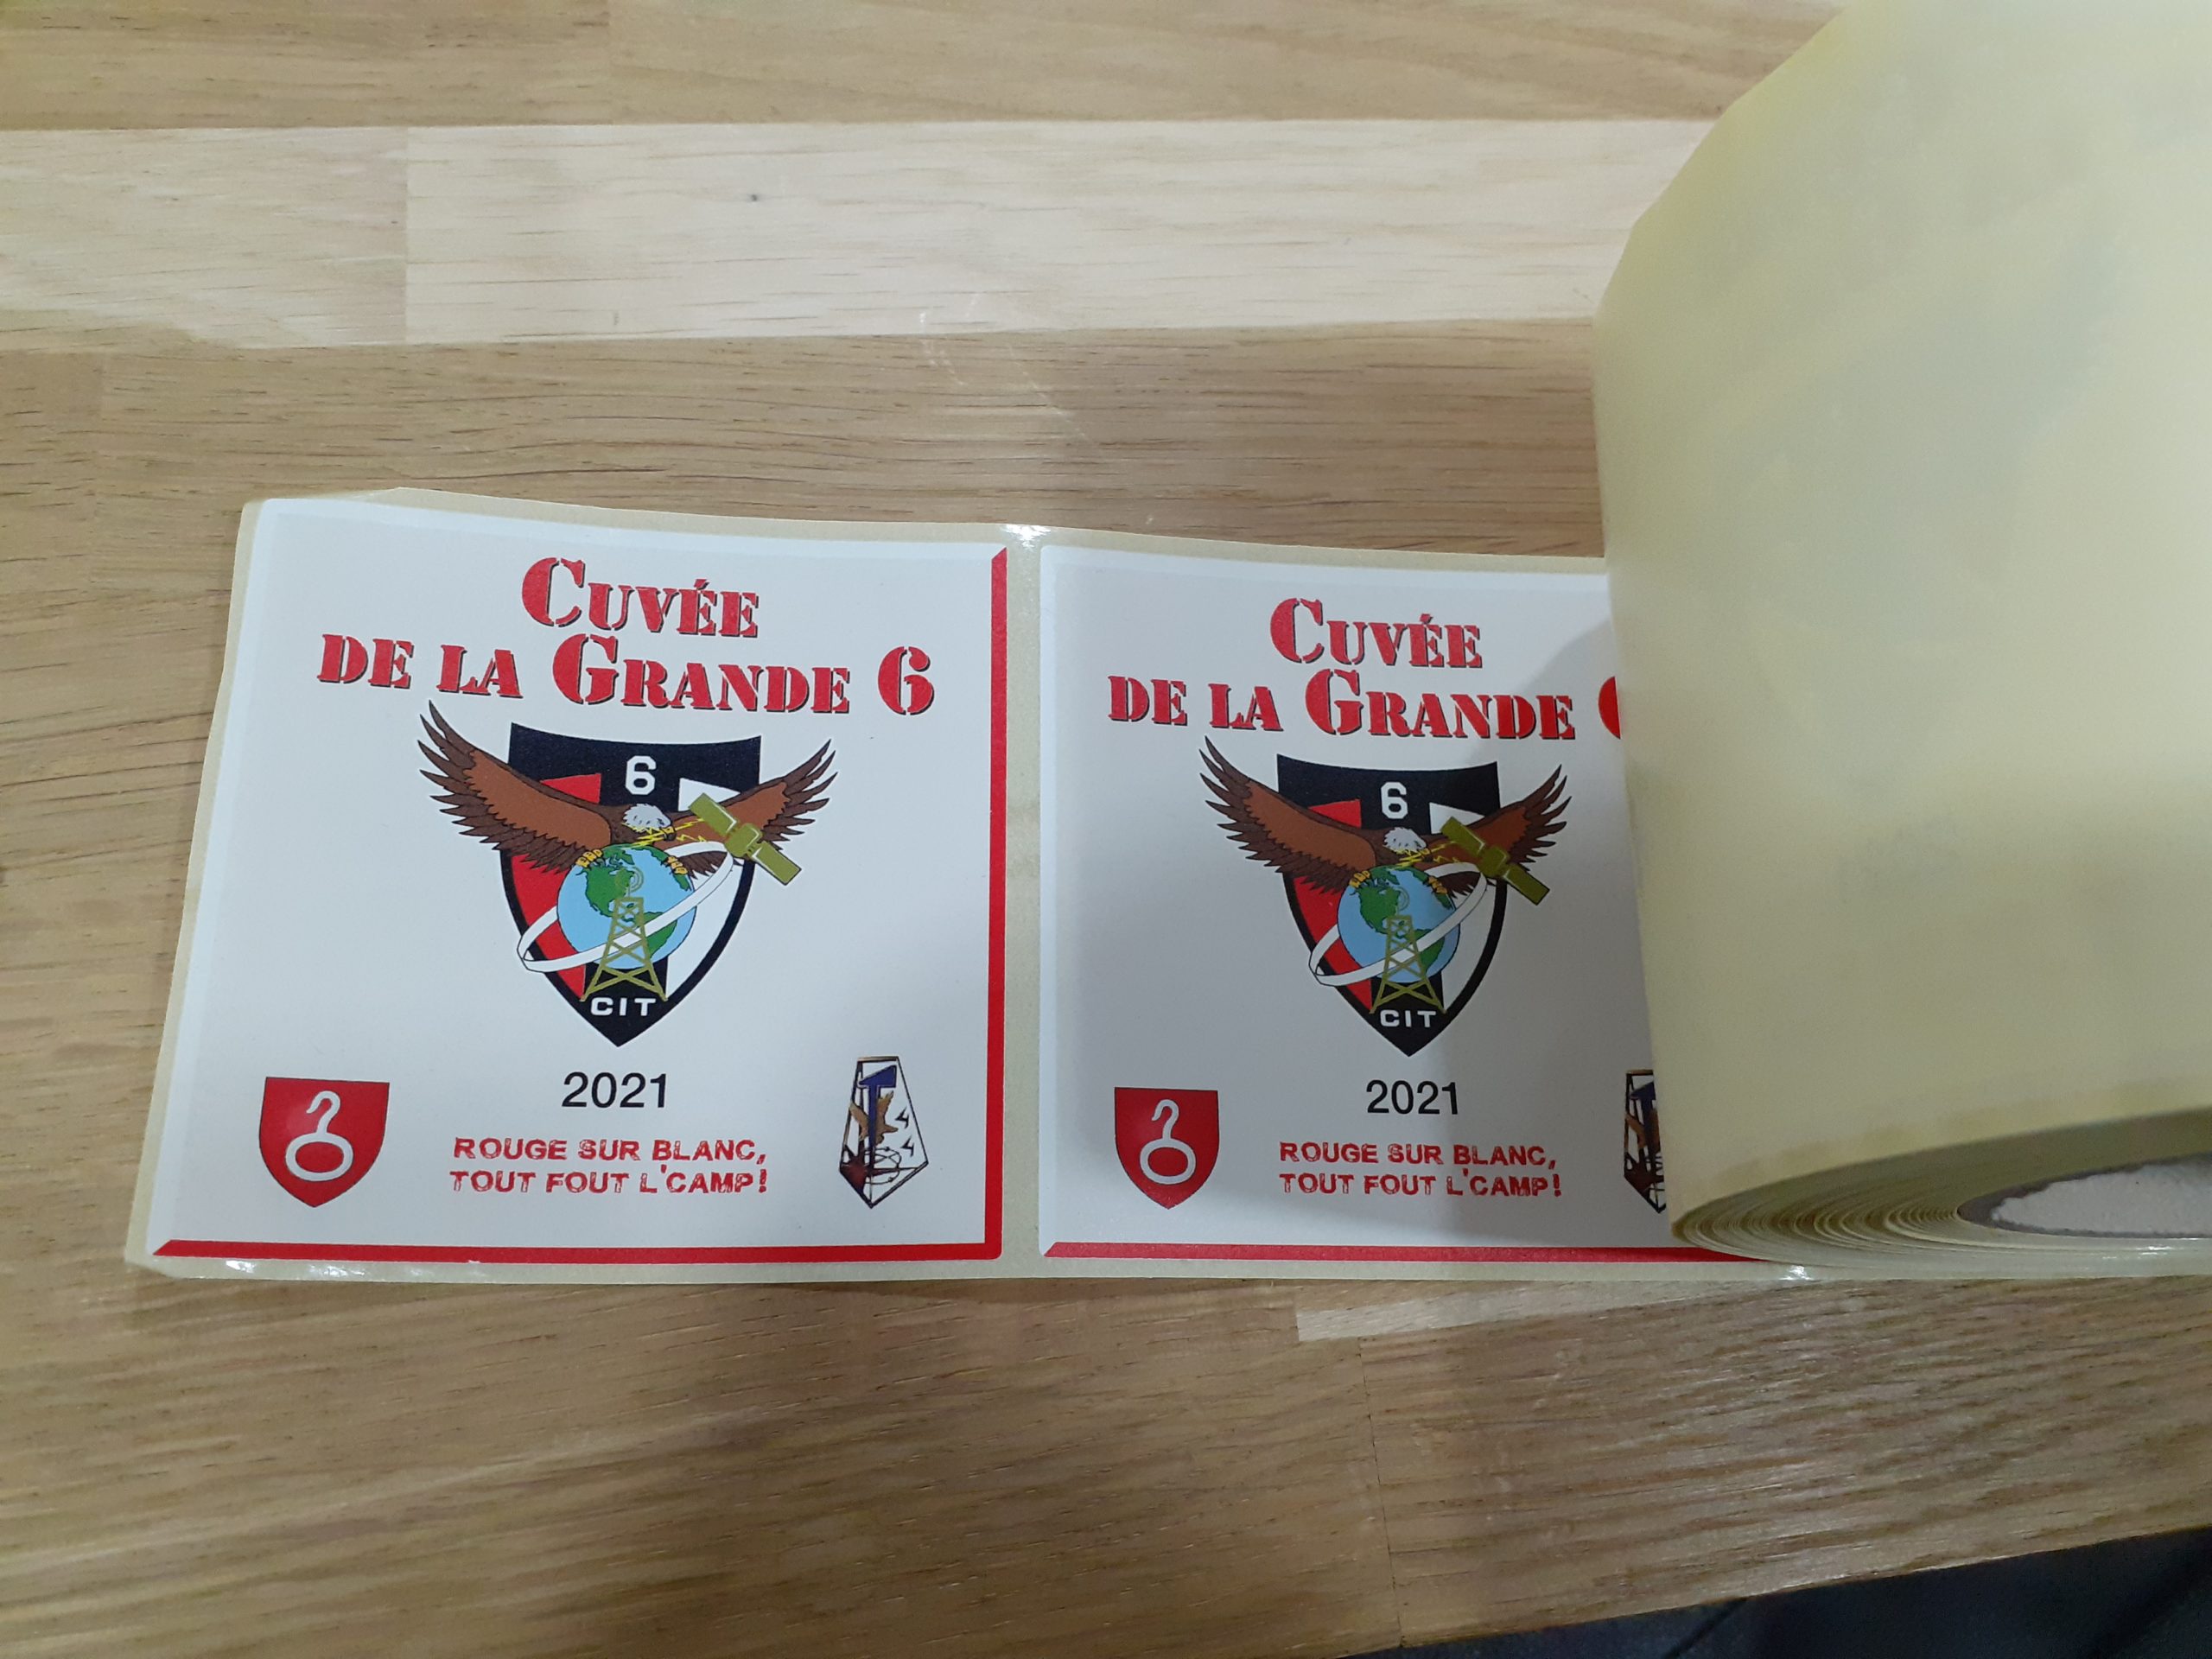 CUVÉE
DE LA GRANDE 6
6
CIT
2021
ROUGE SUR BLANC,
TOUT FOUT L'CAMP!
T
CUVÉE
DE LA GRANDE
6
CIT
2021
ROUGE SUR BLANC,
TOUT FOUT L'CAMP!